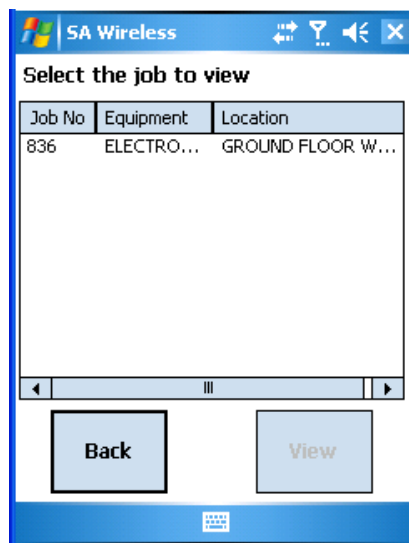 SA Wireless
Select the job to view
Job No Equipment Location
836 ELECTRO... GROUND FLOOR W...
Back View